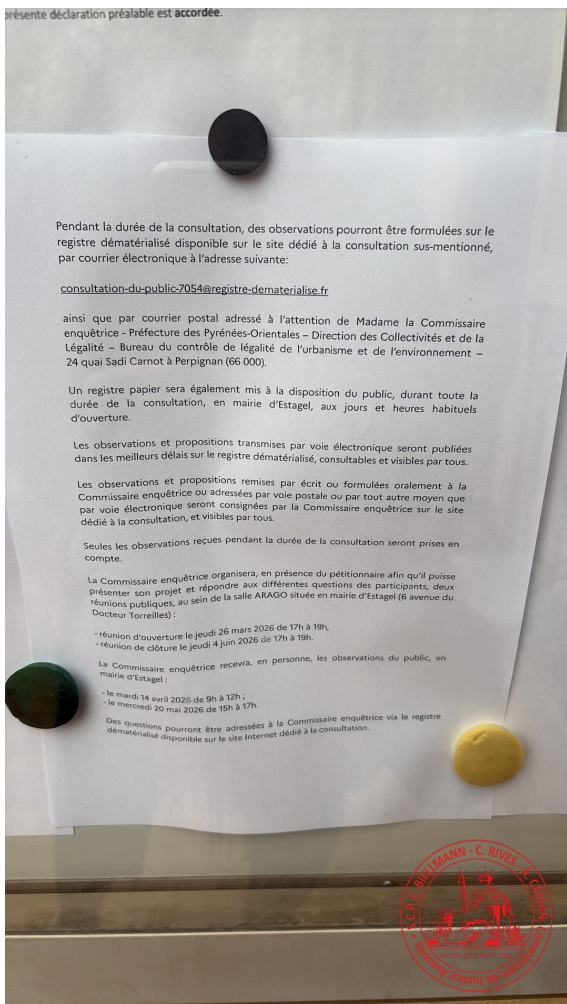 présente déclaration préalable est accordée.
Pendant la durée de la consultation, des observations pourront être formulées sur le
registre dématérialisé disponible sur le site dédié à la consultation sus-mentionné,
par courrier électronique à l'adresse suivante:
consultation-du-public-7054@registre-dematerialise.fr
ainsi que par courrier postal adressé à l'attention de Madame la Commissaire
enquêtrice - Préfecture des Pyrénées-Orientales – Direction des Collectivités et de la
Légalité – Bureau du contrôle de légalité de l'urbanisme et de l'environnement –
24 quai Sadi Carnot à Perpignan (66 000).
Un registre papier sera également mis à la disposition du public, durant toute la
durée de la consultation, en mairie d'Estagel, aux jours et heures habituels
d'ouverture.
Les observations et propositions transmises par voie électronique seront publiées
dans les meilleurs délais sur le registre dématérialisé, consultables et visibles par tous.
Les observations et propositions remises par écrit ou formulées oralement à la
Commissaire enquêtrice ou adressées par voie postale ou par tout autre moyen que
par voie électronique seront consignées par la Commissaire enquêtrice sur le site
dédié à la consultation, et visibles par tous.
Seules les observations reçues pendant la durée de la consultation seront prises en
compte.
La Commissaire enquêtrice organisera, en présence du pétitionnaire afin qu'il puisse
présenter son projet et répondre aux différentes questions des participants, deux
réunions publiques, au sein de la salle ARAGO située en mairie d'Estagel (6 avenue du
Docteur Torreilles) :
- réunion d'ouverture le jeudi 26 mars 2026 de 17h à 19h,
- réunion de clôture le jeudi 4 juin 2026 de 17h à 19h.
La Commissaire enquêtrice recevra, en personne, les observations du public, en
mairie d'Estagel :
- le mardi 14 avril 2026 de 9h à 12h ;
- le mercredi 20 mai 2026 de 15h à 17h.
Des questions pourront être adressées à la Commissaire enquêtrice via le registre
dématérialisé disponible sur le site Internet dédié à la consultation.
S.C.P. C. BIELLMANN - C. RIVES -
Commissaires de Justice Associés